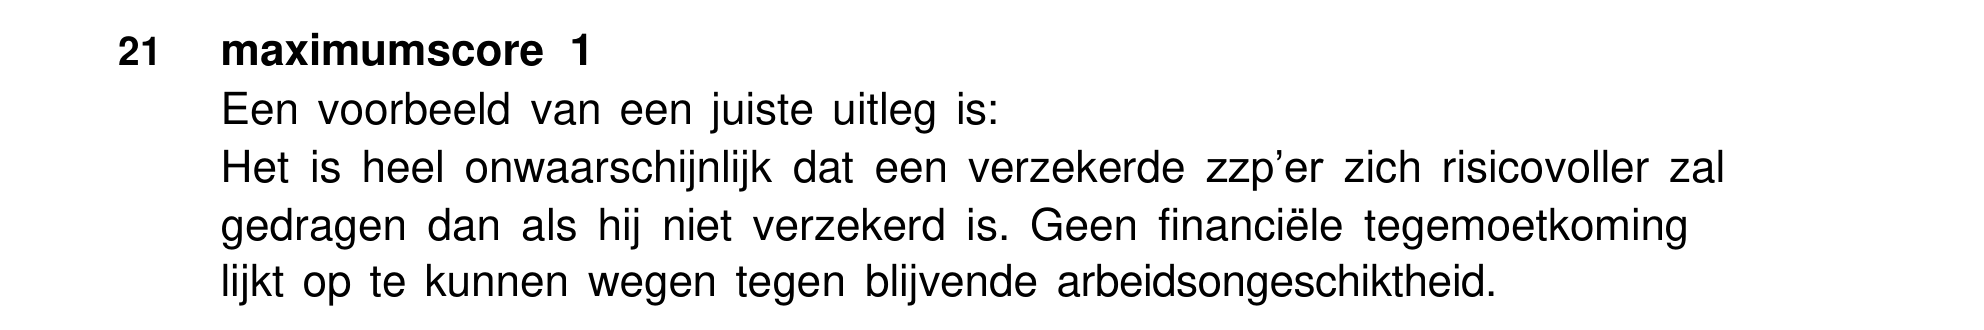 21 maximumscore 1
Een voorbeeld van een juiste uitleg is:
Het is heel onwaarschijnlijk dat een verzekerde zzp’er zich risicovoller zal
gedragen dan als hij niet verzekerd is. Geen financiële tegemoetkoming
lijkt op te kunnen wegen tegen blijvende arbeidsongeschiktheid.